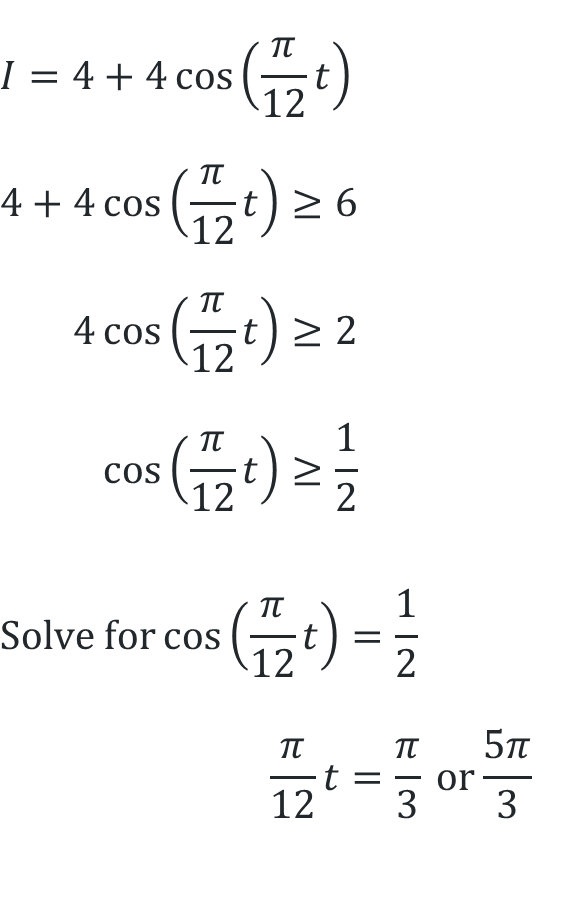 I = 4 + 4 cos(π/12 t)
4 + 4 cos(π/12 t) ≥ 6
4 cos(π/12 t) ≥ 2
cos(π/12 t) ≥ 1/2
Solve for cos(π/12 t) = 1/2
π/12 t = π/3 or 5π/3